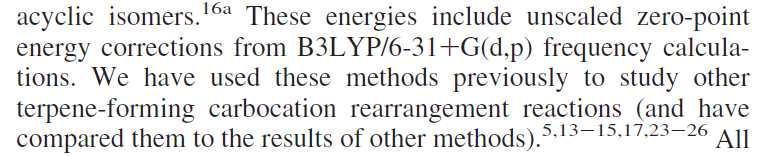 acyclic isomers.16a These energies include unscaled zero-point
energy corrections from B3LYP/6-31+G(d,p) frequency calcula-
tions. We have used these methods previously to study other
terpene-forming carbocation rearrangement reactions (and have
compared them to the results of other methods).5,13−15,17,23−26 All